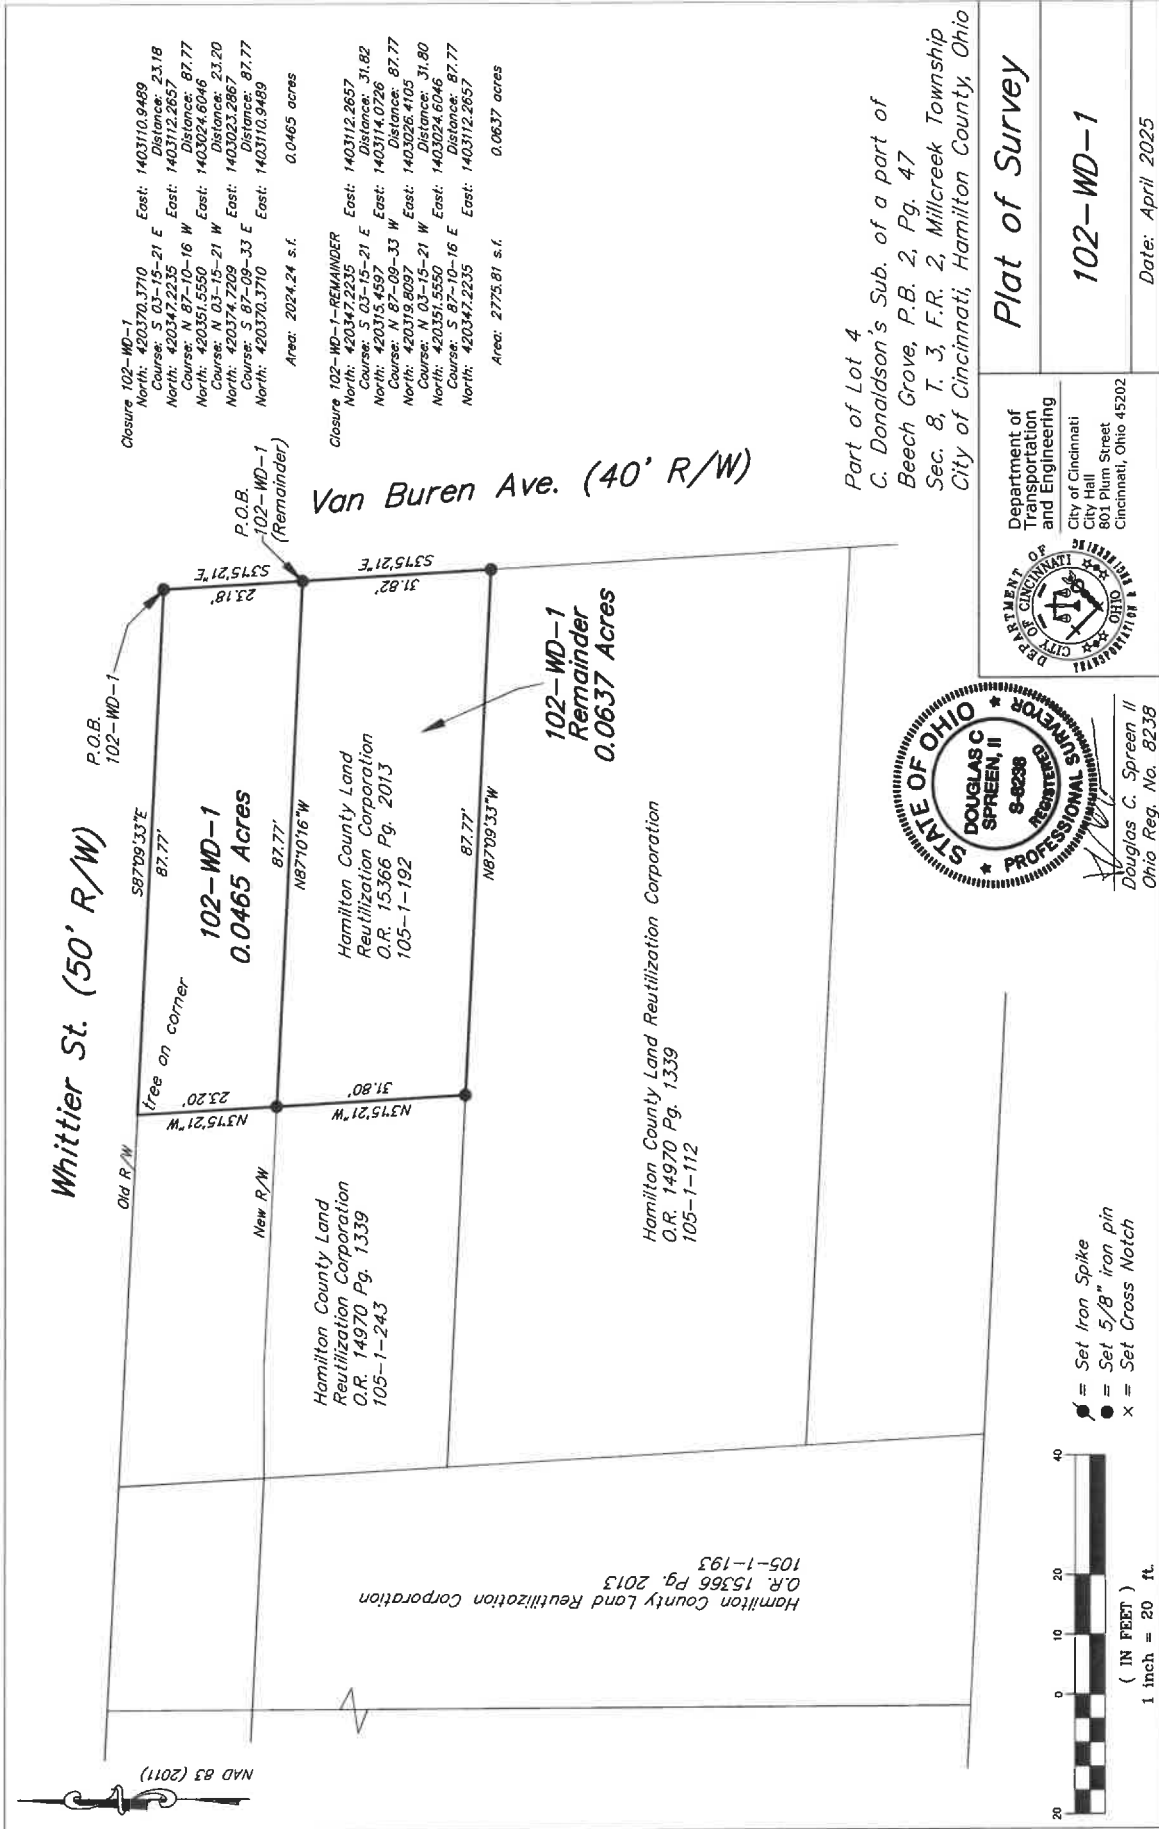 Closure 102-WD-1
North: 420370.3710 East: 1403110.9489
Course: S 03-15-21 E Distance: 23.18
North: 420347.2235 East: 1403112.2657
Course: N 87-10-16 W Distance: 87.77
North: 420351.5550 East: 1403024.6046
Course: N 03-15-21 W Distance: 23.20
North: 420374.7209 East: 1403023.2867
Course: S 87-09-33 E Distance: 87.77
North: 420370.3710 East: 1403110.9489
Area: 2024.24 s.f. 0.0465 acres
Closure 102-WD-1-REMAINDER
North: 420347.2235 East: 1403112.2657
Course: S 03-15-21 E Distance: 31.82
North: 420315.4597 East: 1403114.0726
Course: N 87-09-33 W Distance: 87.77
North: 420319.8097 East: 1403026.4105
Course: N 03-15-21 W Distance: 31.80
North: 420351.5550 East: 1403024.6046
Course: S 87-10-16 E Distance: 87.77
North: 420347.2235 East: 1403112.2657
Area: 2775.81 s.f. 0.0637 acres
Whittier St. (50' R/W)
P.O.B.
102-WD-1
P.O.B.
102-WD-1
(Remainder)
Van Buren Ave. (40' R/W)
Old R/W
tree on corner
S87°09'33"E
87.77'
N3°15'21"W
23.20'
102-WD-1
0.0465 Acres
23.18'
S3°15'21"E
New R/W
87.77'
N87°10'16"W
N3°15'21"W
31.80'
Hamilton County Land
Reutilization Corporation
O.R. 15366 Pg. 2013
105-1-192
31.82'
S3°15'21"E
87.77'
N87°09'33"W
102-WD-1
Remainder
0.0637 Acres
Hamilton County Land
Reutilization Corporation
O.R. 14970 Pg. 1339
105-1-243
Hamilton County Land Reutilization Corporation
O.R. 14970 Pg. 1339
105-1-112
Hamilton County Land Reutilization Corporation
O.R. 15366 Pg. 2013
105-1-193
NAD 83 (2011)
Part of Lot 4
C. Donaldson's Sub. of a part of
Beech Grove, P.B. 2, Pg. 47
Sec. 8, T. 3, F.R. 2, Millcreek Township
City of Cincinnati, Hamilton County, Ohio
20 0 10 20 40
( IN FEET )
1 inch = 20 ft.
= Set Iron Spike
= Set 5/8" iron pin
x = Set Cross Notch
STATE OF OHIO
DOUGLAS C
SPREEN, II
S-8238
REGISTERED
PROFESSIONAL SURVEYOR
Douglas C. Spreen II
Ohio Reg. No. 8238
DEPARTMENT OF
TRANSPORTATION & ENGINEERING
CITY OF CINCINNATI
OHIO
Department of
Transportation
and Engineering
City of Cincinnati
City Hall
801 Plum Street
Cincinnati, Ohio 45202
Plat of Survey
102-WD-1
Date: April 2025